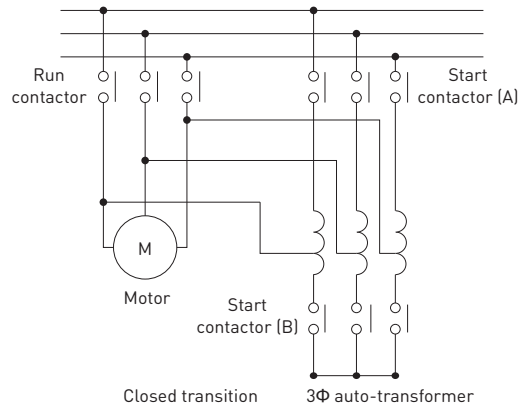 Run
contactor
Start
contactor (A)
M
Motor
Start
contactor (B)
Closed transition
3Φ auto-transformer